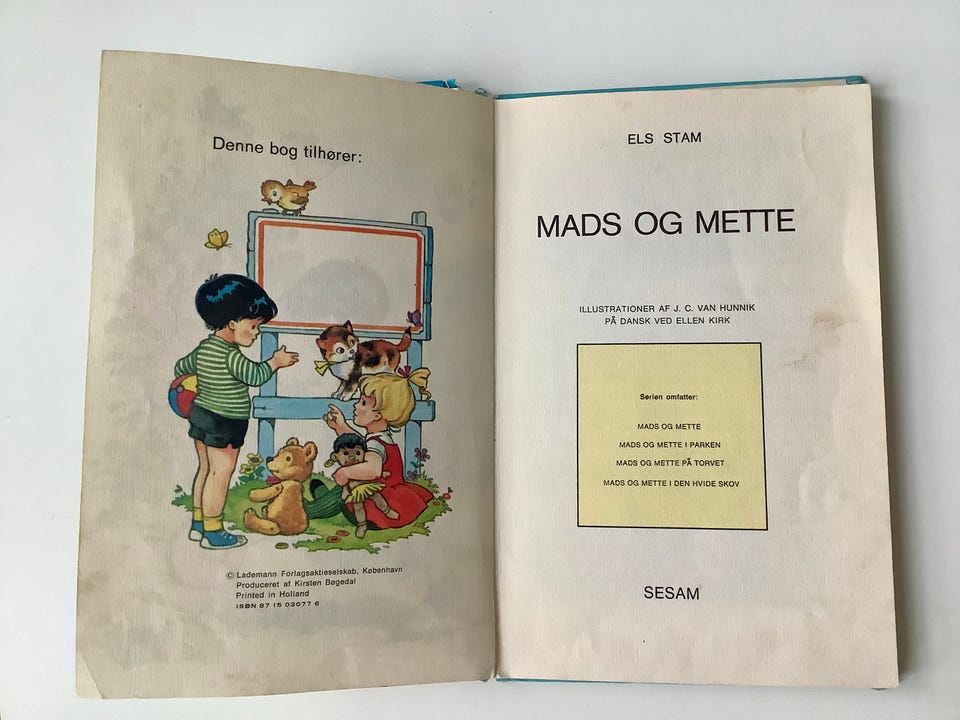 Denne bog tilhører:
© Lademann Forlagsaktieselskab, København
Produceret af Kirsten Bøgedal
Printed in Holland
ISBN 87 15 03077 6
ELS STAM
MADS OG METTE
ILLUSTRATIONER AF J. C. VAN HUNNIK
PÅ DANSK VED ELLEN KIRK
Serien omfatter:
MADS OG METTE
MADS OG METTE I PARKEN
MADS OG METTE PÅ TORVET
MADS OG METTE I DEN HVIDE SKOV
SESAM